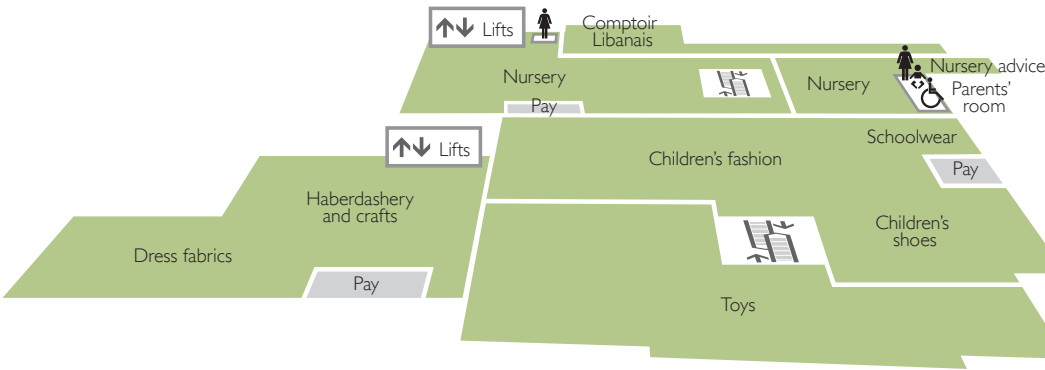 Lifts
Comptoir
Libanais
Nursery advice
Nursery
Nursery
Parents'
room
Pay
Schoolwear
Lifts
Children's fashion
Pay
Haberdashery
and crafts
Children's
shoes
Dress fabrics
Pay
Toys